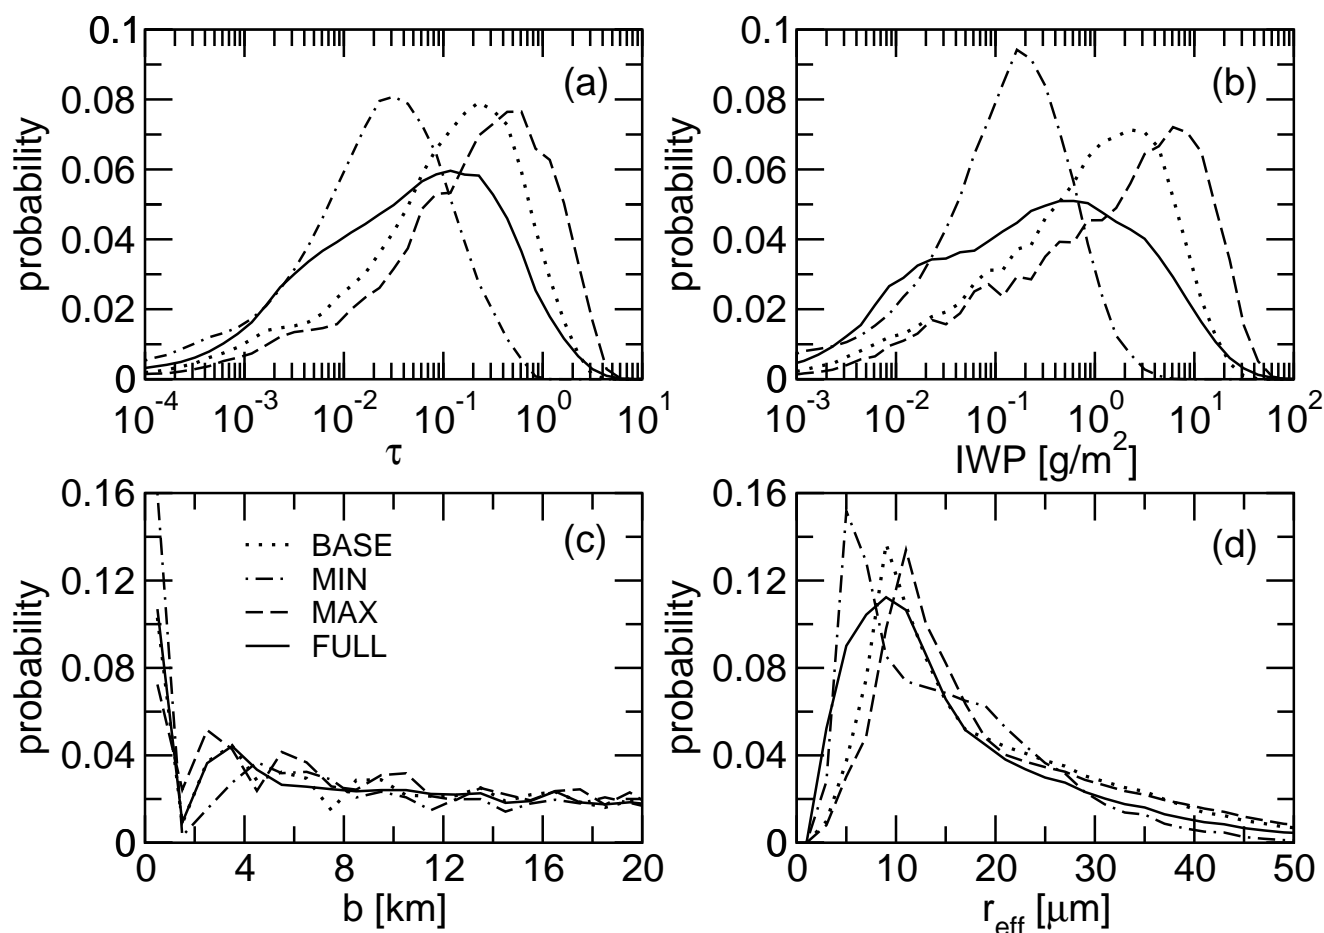 0.1
0.08
0.06
0.04
0.02
0
probability
(a)
10^-4 10^-3 10^-2 10^-1 10^0 10^1
τ
0.1
0.08
0.06
0.04
0.02
0
probability
(b)
10^-3 10^-2 10^-1 10^0 10^1 10^2
IWP [g/m^2]
0.16
0.12
0.08
0.04
0
probability
(c)
BASE
MIN
MAX
FULL
0 4 8 12 16 20
b [km]
0.16
0.12
0.08
0.04
0
probability
(d)
0 10 20 30 40 50
r_eff [μm]